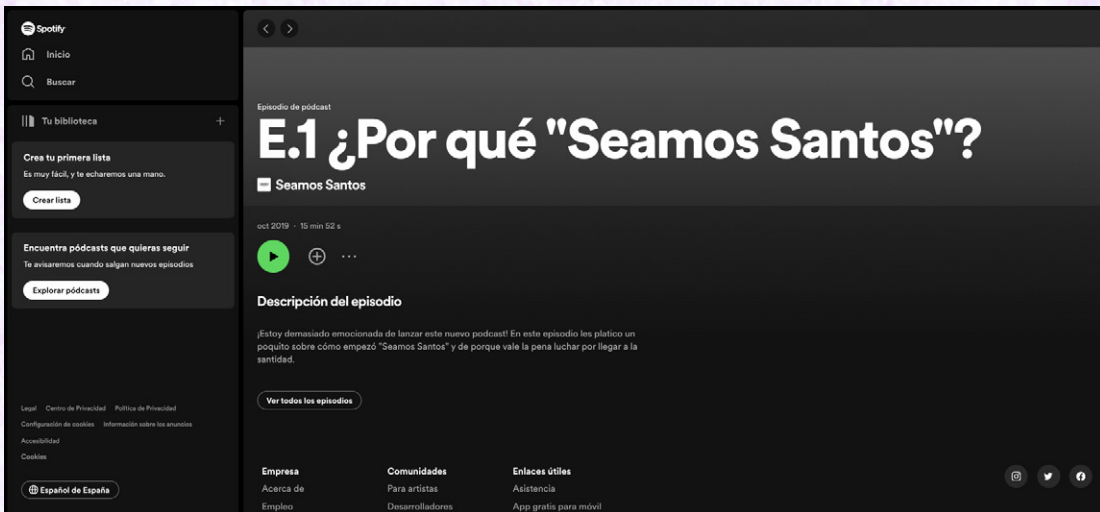 Spotify
Inicio
Buscar
Tu biblioteca
Crea tu primera lista
Es muy fácil, y te echaremos una mano.
Crear lista
Encuentra pódcasts que quieras seguir
Te avisaremos cuando salgan nuevos episodios
Explorar pódcasts
Legal Centro de Privacidad Política de Privacidad
Configuración de cookies Información sobre los anuncios
Accesibilidad
Cookies
Español de España
Episodio de pódcast
E.1 ¿Por qué "Seamos Santos"?
Seamos Santos
oct 2019 · 15 min 52 s
Descripción del episodio
¡Estoy demasiado emocionada de lanzar este nuevo podcast! En este episodio les platico un
poquito sobre cómo empezó "Seamos Santos" y de porque vale la pena luchar por llegar a la
santidad.
Ver todos los episodios
Empresa
Acerca de
Empleo
Comunidades
Para artistas
Desarrolladores
Enlaces útiles
Asistencia
App gratis para móvil